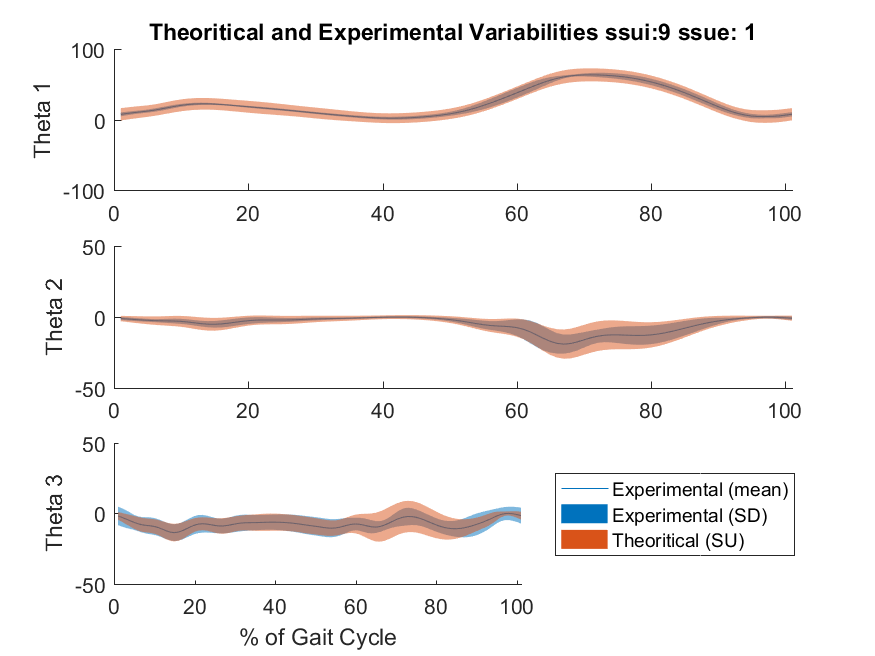 Theoritical and Experimental Variabilities ssui:9 ssue: 1
100
0
-100
Theta 1
0 20 40 60 80 100
50
0
-50
Theta 2
0 20 40 60 80 100
50
0
-50
Theta 3
0 20 40 60 80 100
% of Gait Cycle
Experimental (mean)
Experimental (SD)
Theoritical (SU)